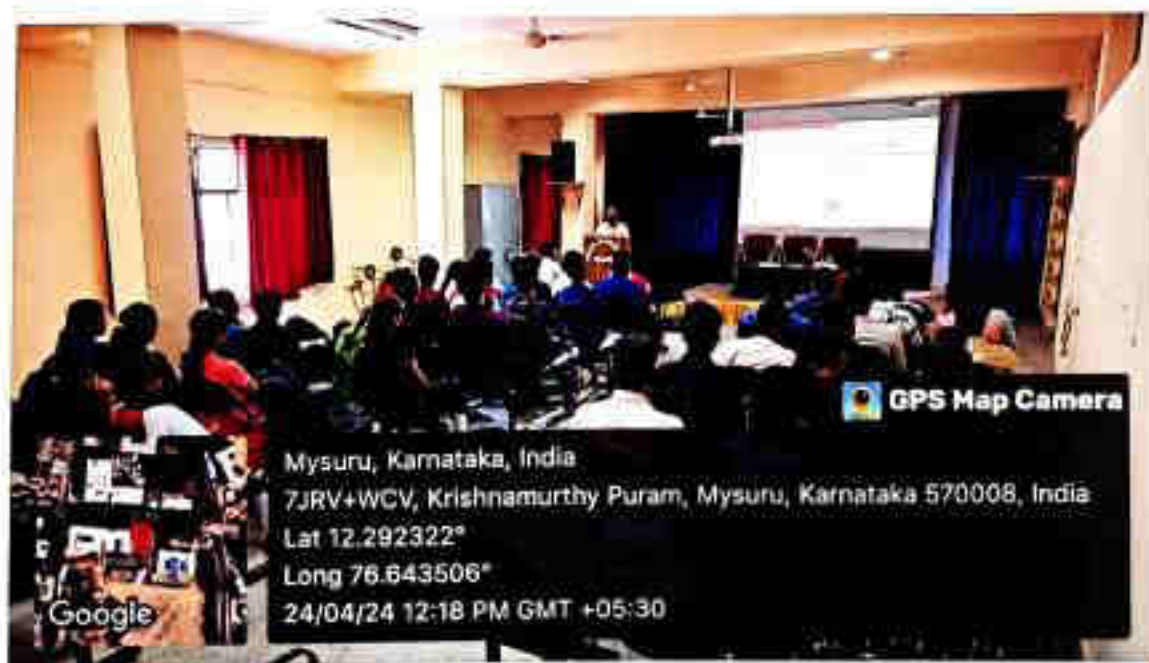 GPS Map Camera
Mysuru, Karnataka, India
7JRV+WCV, Krishnamurthy Puram, Mysuru, Karnataka 570008, India
Lat 12.292322°
Long 76.643506°
24/04/24 12:18 PM GMT +05:30
Google